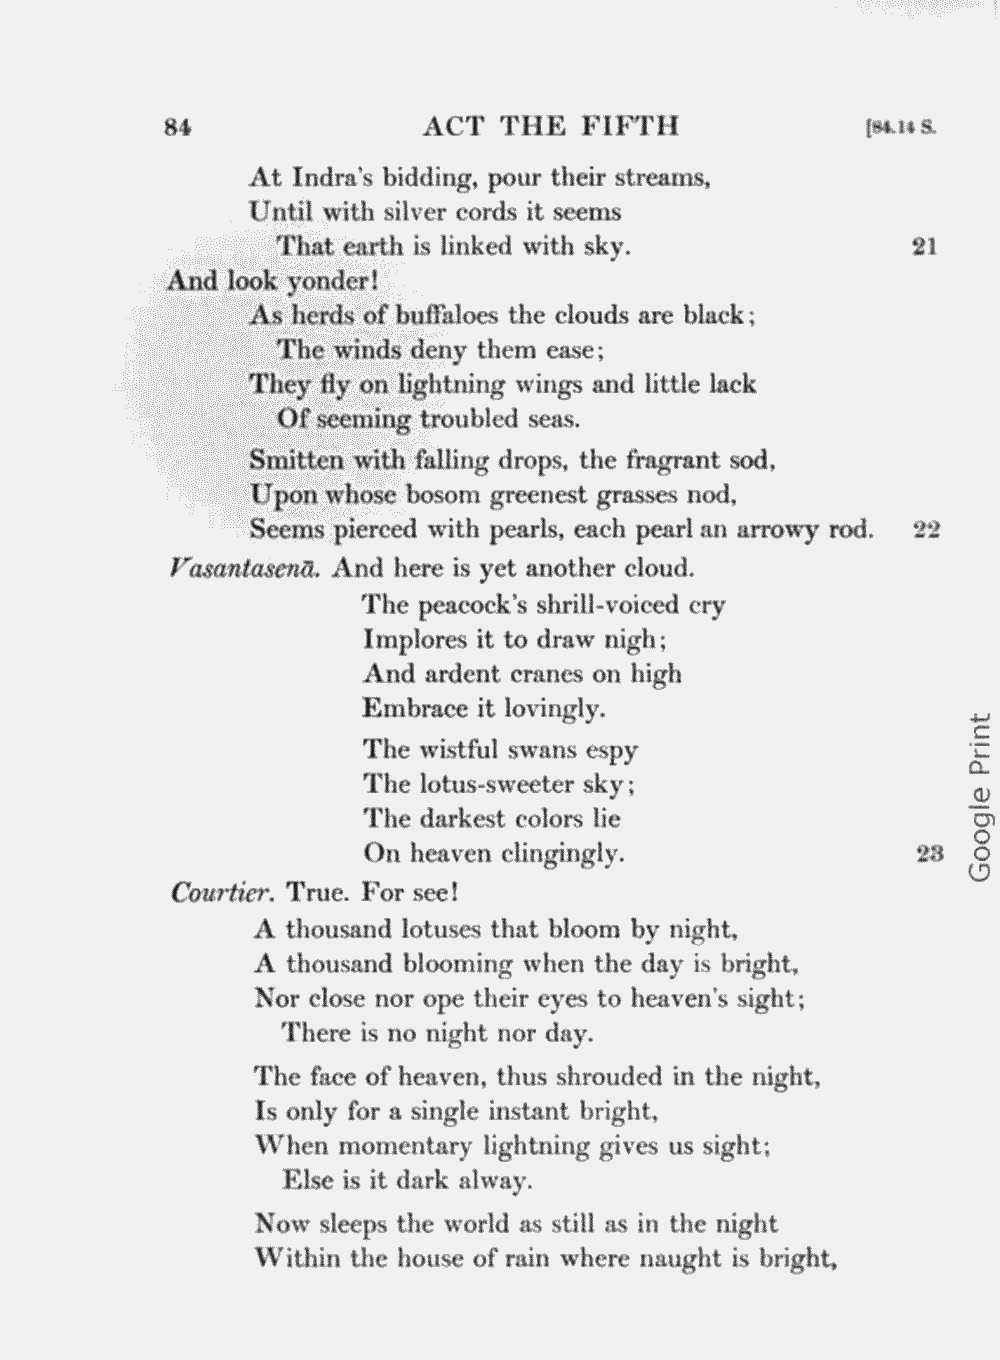 84 ACT THE FIFTH [84.14 S.
At Indra's bidding, pour their streams,
Until with silver cords it seems
That earth is linked with sky. 21
And look yonder!
As herds of buffaloes the clouds are black;
The winds deny them ease;
They fly on lightning wings and little lack
Of seeming troubled seas.
Smitten with falling drops, the fragrant sod,
Upon whose bosom greenest grasses nod,
Seems pierced with pearls, each pearl an arrowy rod. 22
Vasantasenā. And here is yet another cloud.
The peacock's shrill-voiced cry
Implores it to draw nigh;
And ardent cranes on high
Embrace it lovingly.
The wistful swans espy
The lotus-sweeter sky;
The darkest colors lie
On heaven clingingly. 23
Courtier. True. For see!
A thousand lotuses that bloom by night,
A thousand blooming when the day is bright,
Nor close nor ope their eyes to heaven's sight;
There is no night nor day.
The face of heaven, thus shrouded in the night,
Is only for a single instant bright,
When momentary lightning gives us sight;
Else is it dark alway.
Now sleeps the world as still as in the night
Within the house of rain where naught is bright,
Google Print